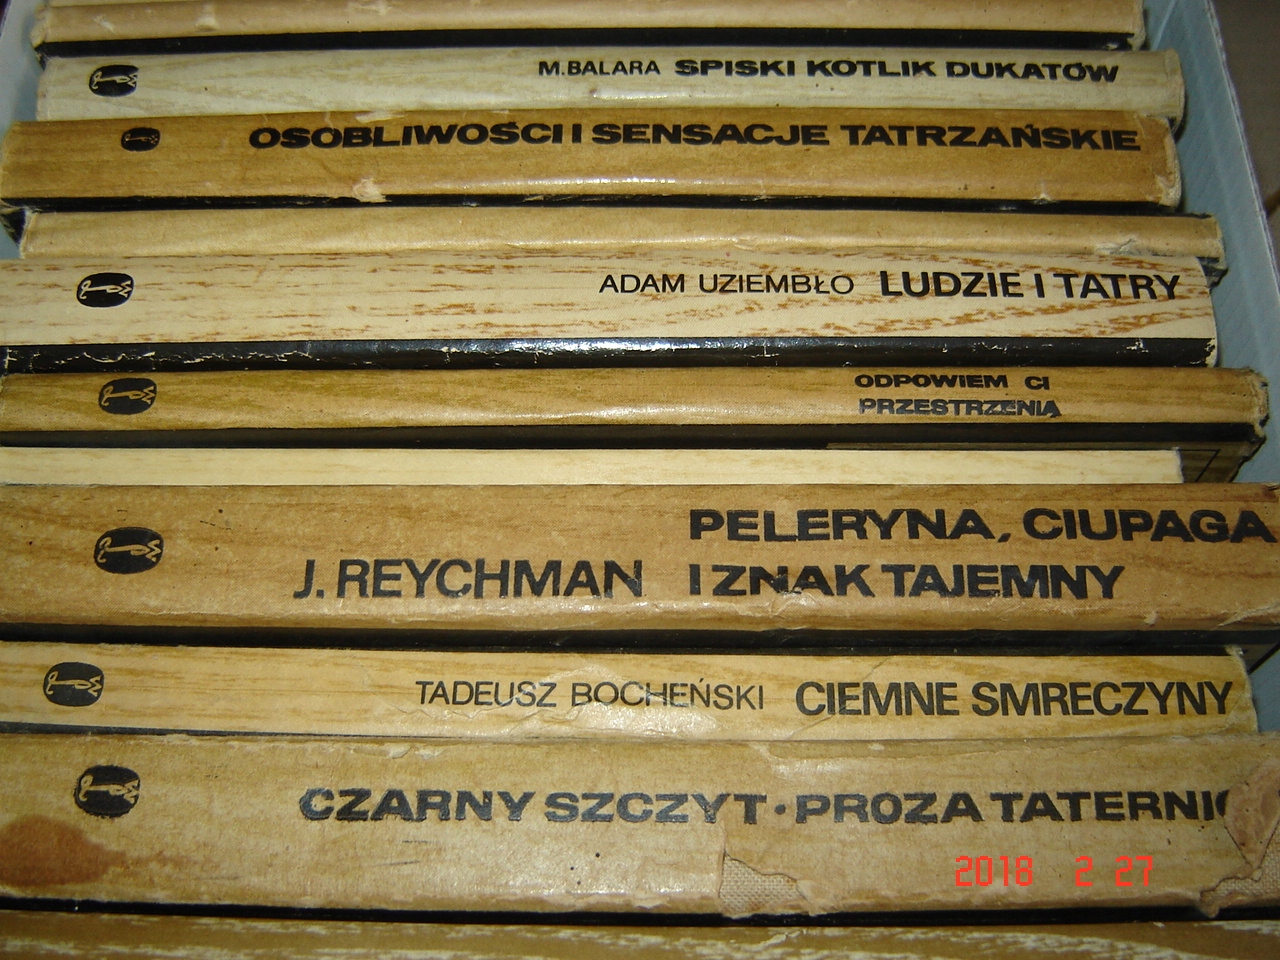 M.BALARA SPISKI KOTLIK DUKATÓW
OSOBLIWOŚCI I SENSACJE TATRZAŃSKIE
ADAM UZIEMBŁO LUDZIE I TATRY
ODPOWIEM CI
PRZESTRZENIĄ
PELERYNA, CIUPAGA
J. REYCHMAN I ZNAK TAJEMNY
TADEUSZ BOCHEŃSKI CIEMNE SMRECZYNY
CZARNY SZCZYT • PROZA TATERNIC
2018 2 27